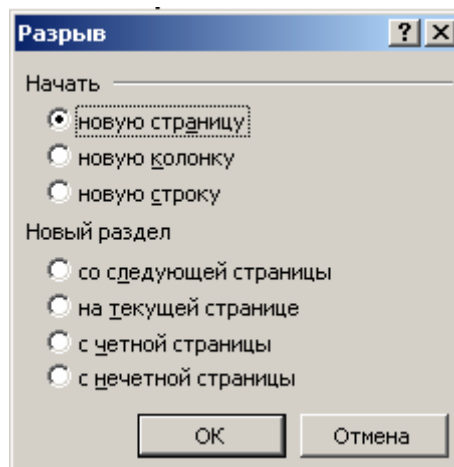 Разрыв
Начать
новую страницу
новую колонку
новую строку
Новый раздел
со следующей страницы
на текущей странице
с четной страницы
с нечетной страницы
ОК Отмена